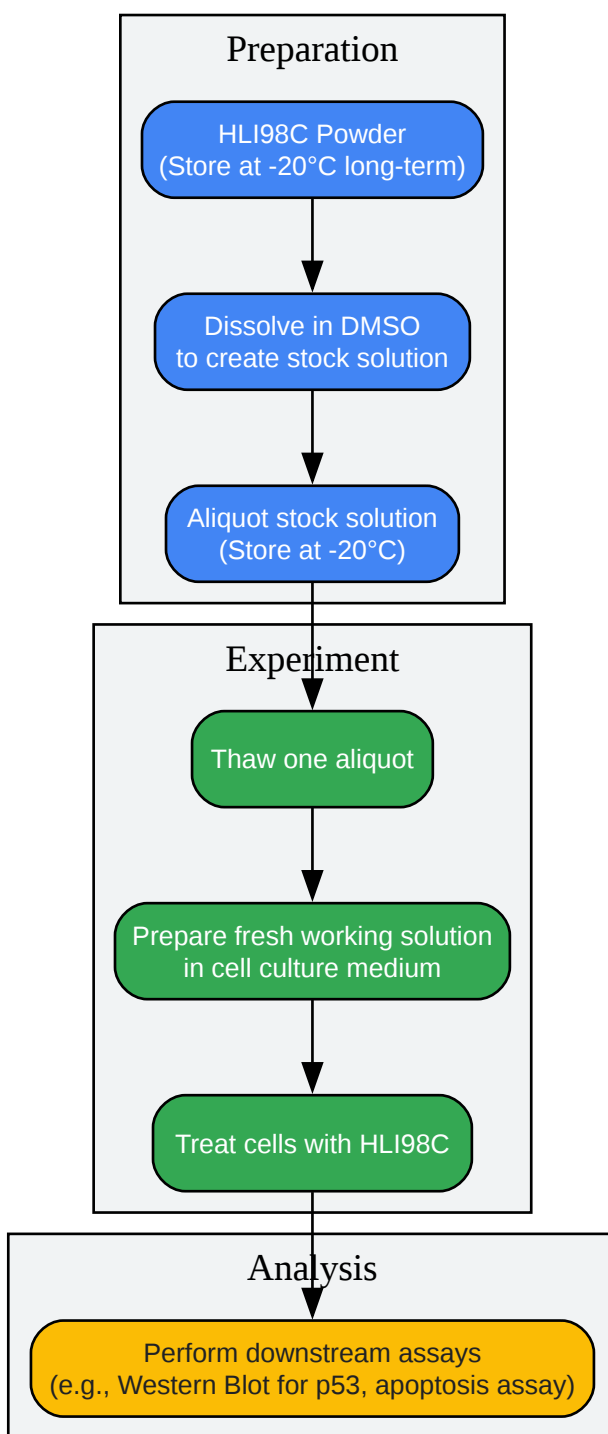 Preparation
HLI98C Powder
(Store at -20°C long-term)
Dissolve in DMSO
to create stock solution
Aliquot stock solution
(Store at -20°C)
Experiment
Thaw one aliquot
Prepare fresh working solution
in cell culture medium
Treat cells with HLI98C
Analysis
Perform downstream assays
(e.g., Western Blot for p53, apoptosis assay)